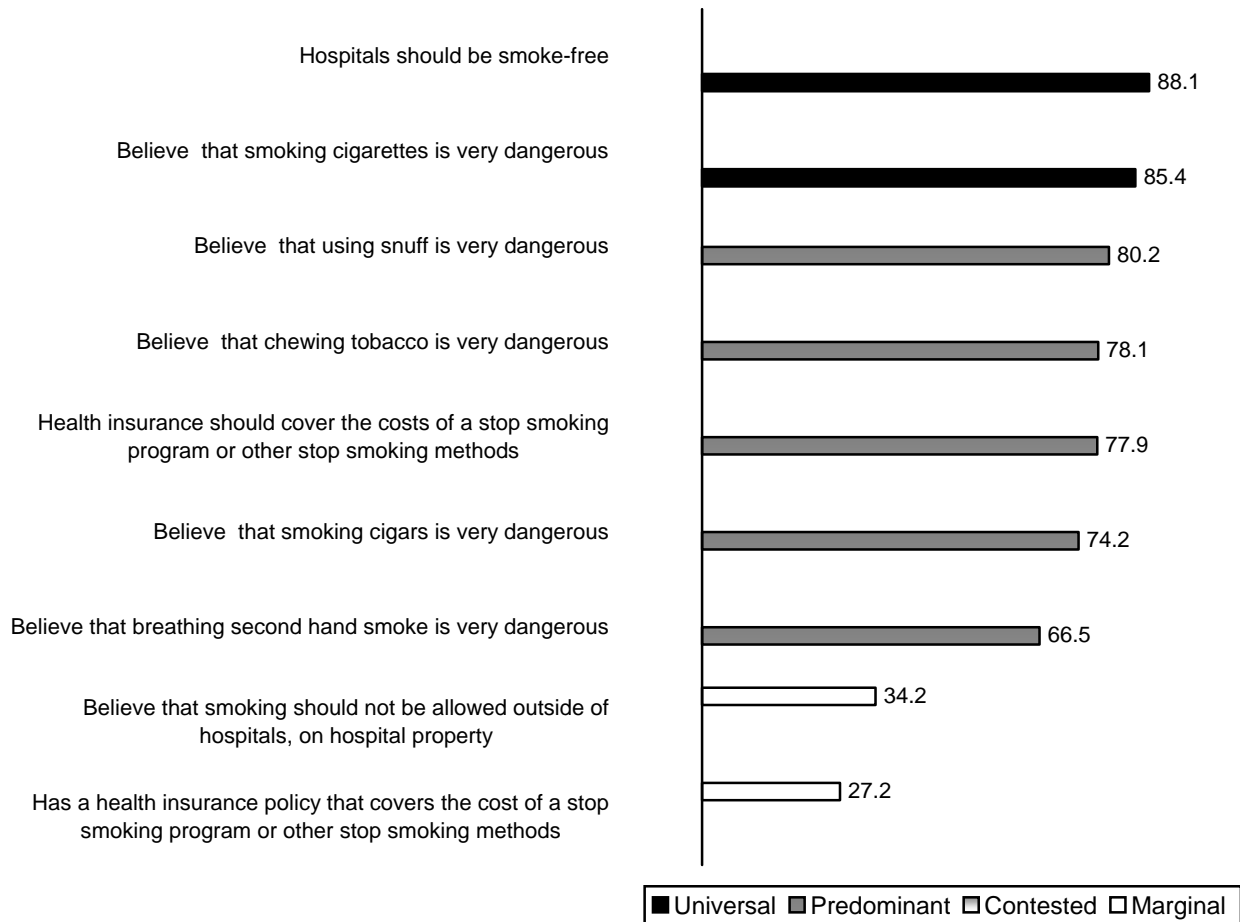 Hospitals should be smoke-free
88.1
Believe that smoking cigarettes is very dangerous
85.4
Believe that using snuff is very dangerous
80.2
Believe that chewing tobacco is very dangerous
78.1
Health insurance should cover the costs of a stop smoking
program or other stop smoking methods
77.9
Believe that smoking cigars is very dangerous
74.2
Believe that breathing second hand smoke is very dangerous
66.5
Believe that smoking should not be allowed outside of
hospitals, on hospital property
34.2
Has a health insurance policy that covers the cost of a stop
smoking program or other stop smoking methods
27.2
Universal Predominant Contested Marginal